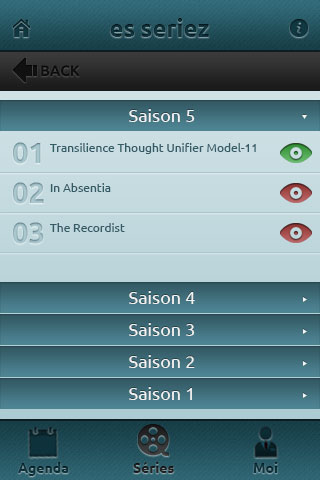 es seriez
i
BACK
Saison 5
01 Transilience Thought Unifier Model-11
02 In Absentia
03 The Recordist
Saison 4
Saison 3
Saison 2
Saison 1
Agenda Séries Moi